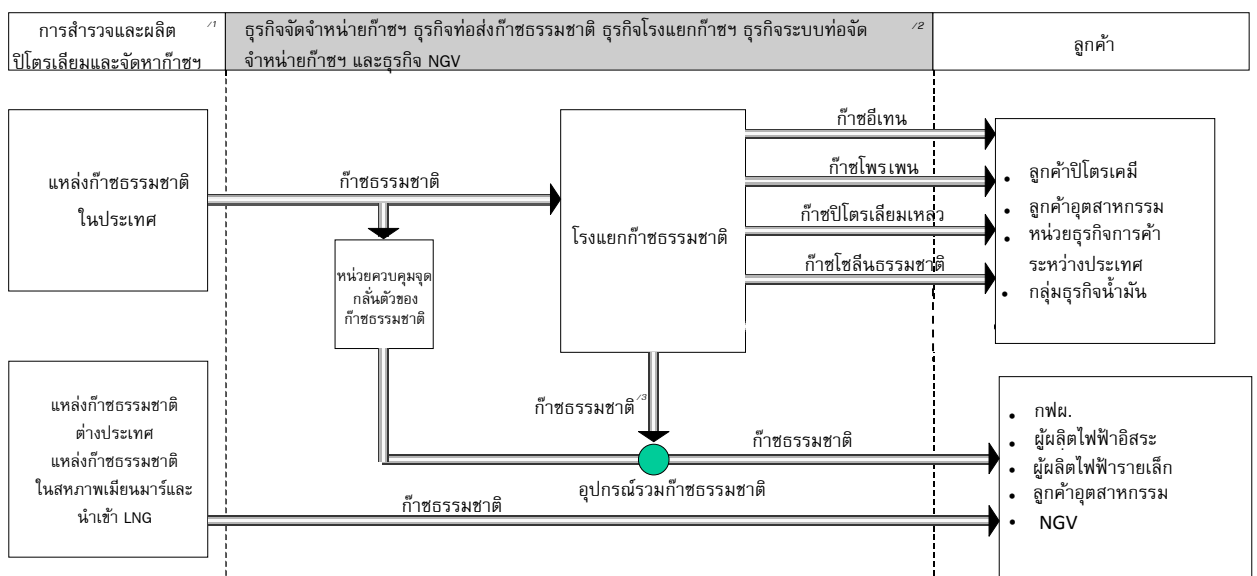 การสำรวจและผลิต /1
ปิโตรเลียมและจัดหาก๊าซฯ
ธุรกิจจัดจำหน่ายก๊าซฯ ธุรกิจท่อส่งก๊าซธรรมชาติ ธุรกิจโรงแยกก๊าซฯ ธุรกิจระบบท่อจัด /2
จำหน่ายก๊าซฯ และธุรกิจ NGV
ลูกค้า
แหล่งก๊าซธรรมชาติ
ในประเทศ
ก๊าซธรรมชาติ
หน่วยควบคุมจุด
กลั่นตัวของ
ก๊าซธรรมชาติ
โรงแยกก๊าซธรรมชาติ
ก๊าซอีเทน
ก๊าซโพรเพน
ก๊าซปิโตรเลียมเหลว
ก๊าซโซลีนธรรมชาติ
• ลูกค้าปิโตรเคมี
• ลูกค้าอุตสาหกรรม
• หน่วยธุรกิจการค้า
ระหว่างประเทศ
• กลุ่มธุรกิจน้ำมัน
แหล่งก๊าซธรรมชาติ
ต่างประเทศ
แหล่งก๊าซธรรมชาติ
ในสหภาพเมียนมาร์และ
นำเข้า LNG
ก๊าซธรรมชาติ /3
ก๊าซธรรมชาติ
อุปกรณ์รวมก๊าซธรรมชาติ
ก๊าซธรรมชาติ
• กฟผ.
• ผู้ผลิตไฟฟ้าอิสระ
• ผู้ผลิตไฟฟ้ารายเล็ก
• ลูกค้าอุตสาหกรรม
• NGV